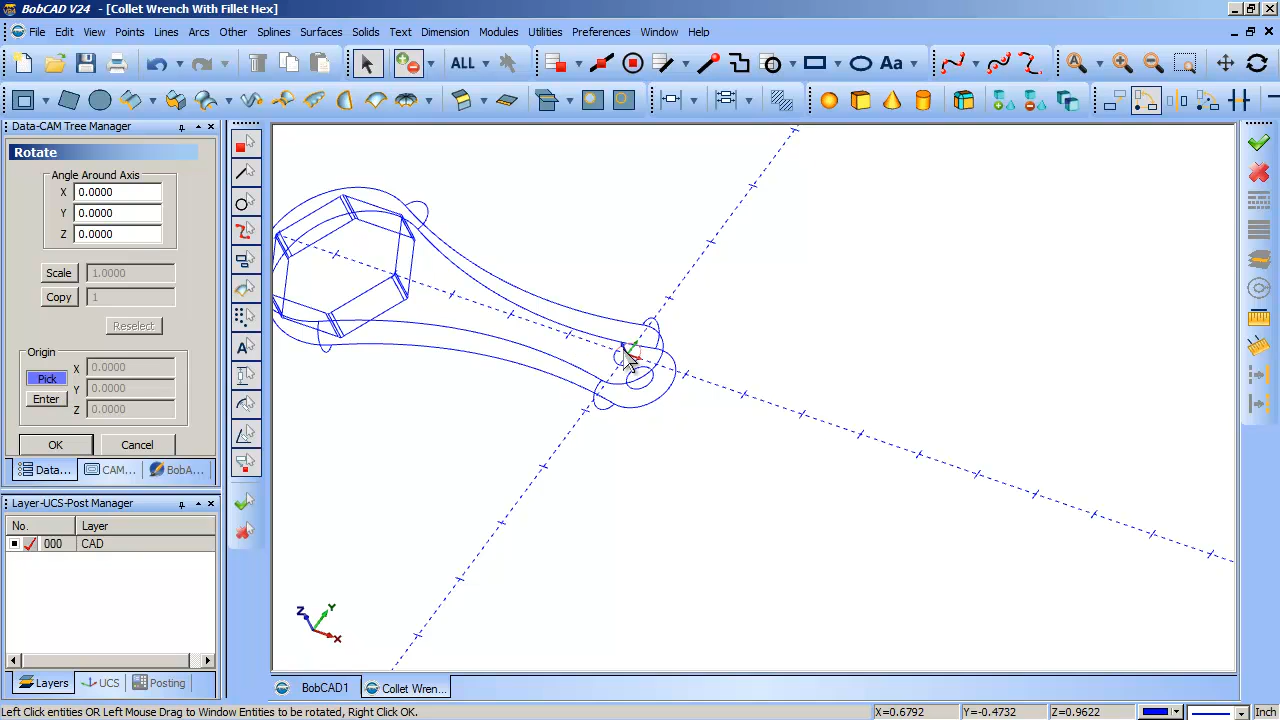 BobCAD V24 - [Collet Wrench With Fillet Hex]
File Edit View Points Lines Arcs Other Splines Surfaces Solids Text Dimension Modules Utilities Preferences Window Help
ALL
Aa
Data-CAM Tree Manager
Rotate
Angle Around Axis
X 0.0000
Y 0.0000
Z 0.0000
Scale 1.0000
Copy 1
Reselect
Origin
Pick X 0.0000
Y 0.0000
Enter Z 0.0000
OK Cancel
Data... CAM... BobA...
Layer-UCS-Post Manager
No. Layer
000 CAD
Layers UCS Posting
A
Z Y X
BobCAD1 Collet Wren...
Left Click entities OR Left Mouse Drag to Window Entities to be rotated, Right Click OK.
X=0.6792 Y=-0.4732 Z=0.9622 Inch